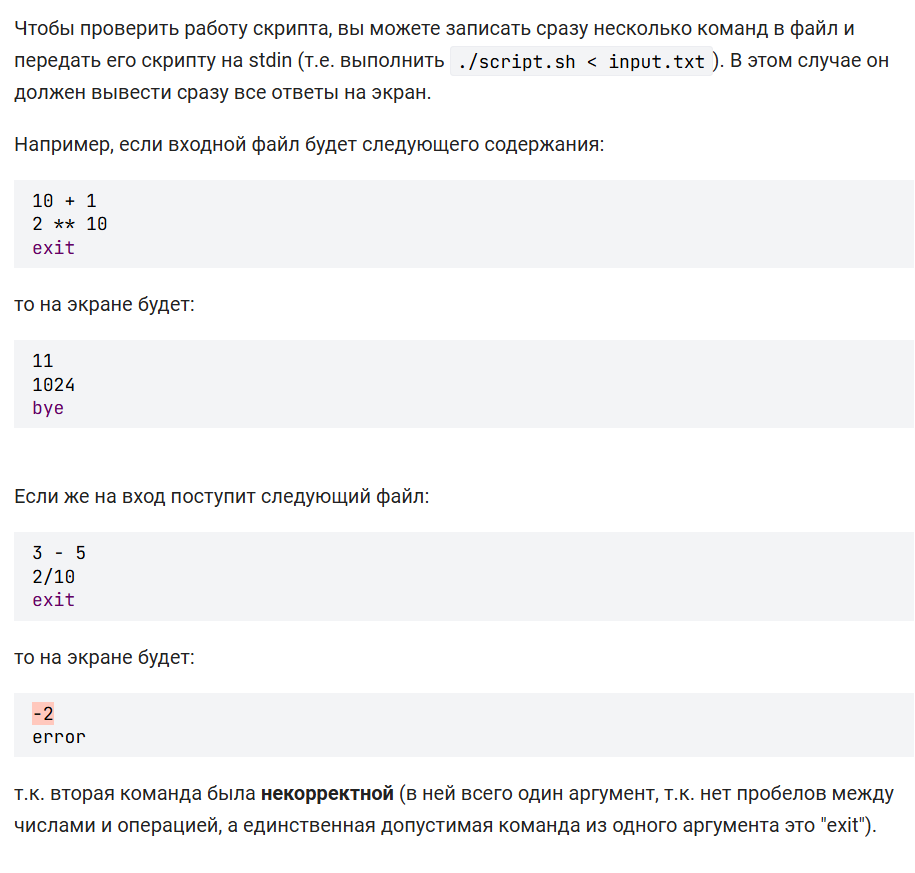 Чтобы проверить работу скрипта, вы можете записать сразу несколько команд в файл и
передать его скрипту на stdin (т.е. выполнить ./script.sh < input.txt ). В этом случае он
должен вывести сразу все ответы на экран.
Например, если входной файл будет следующего содержания:
10 + 1
2 ** 10
exit
то на экране будет:
11
1024
bye
Если же на вход поступит следующий файл:
3 - 5
2/10
exit
то на экране будет:
-2
error
т.к. вторая команда была некорректной (в ней всего один аргумент, т.к. нет пробелов между
числами и операцией, а единственная допустимая команда из одного аргумента это "exit").